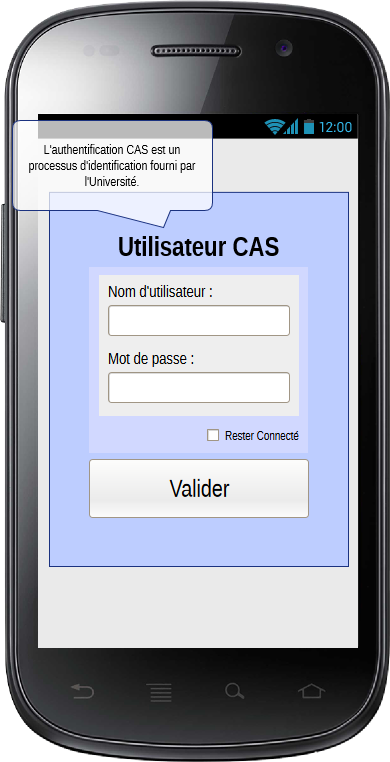 12:00
L'authentification CAS est un
processus d'identification fourni par
l'Université.
Utilisateur CAS
Nom d'utilisateur :
Mot de passe :
Rester Connecté
Valider